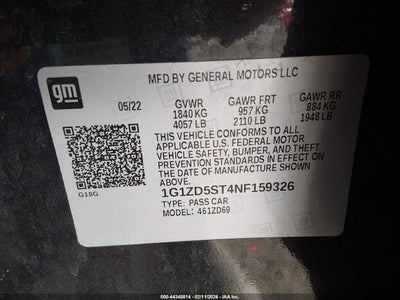 gm
MFD BY GENERAL MOTORS LLC
05/22
GVWR GAWR FRT GAWR RR
1840 KG 957 KG 884 KG
4057 LB 2110 LB 1948 LB
THIS VEHICLE CONFORMS TO ALL
APPLICABLE U.S. FEDERAL MOTOR
VEHICLE SAFETY, BUMPER, AND THEFT
PREVENTION STANDARDS IN EFFECT ON
THE DATE OF MANUFACTURE SHOWN
ABOVE.
1G1ZD5ST4NF159326
TYPE: PASS CAR
MODEL: 461ZD69
G18G
000-44348814 - 02/11/2026 - IAA Inc.